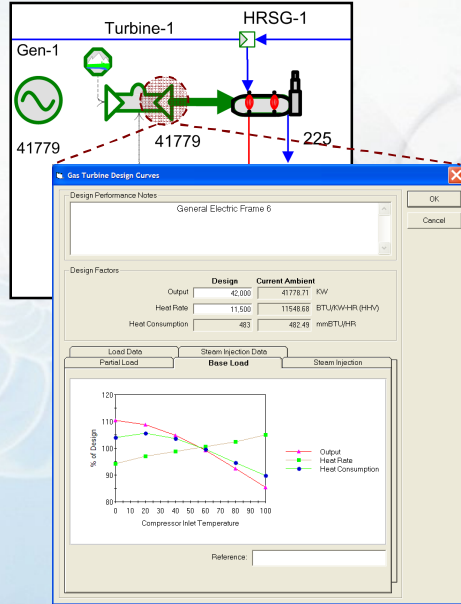 Turbine-1
HRSG-1
Gen-1
41779
41779
225
Gas Turbine Design Curves
OK
Cancel
Design Performance Notes
General Electric Frame 6
Design Factors
Design Current Ambient
Output 42,000 41778.71 KW
Heat Rate 11,500 11548.68 BTU/KW-HR (HHV)
Heat Consumption 483 482.49 mmBTU/HR
Load Data Steam Injection Data
Partial Load Base Load Steam Injection
120
110
100
90
80
% of Design
0 10 20 30 40 50 60 70 80 90 100
Compressor Inlet Temperature
Output
Heat Rate
Heat Consumption
Reference: